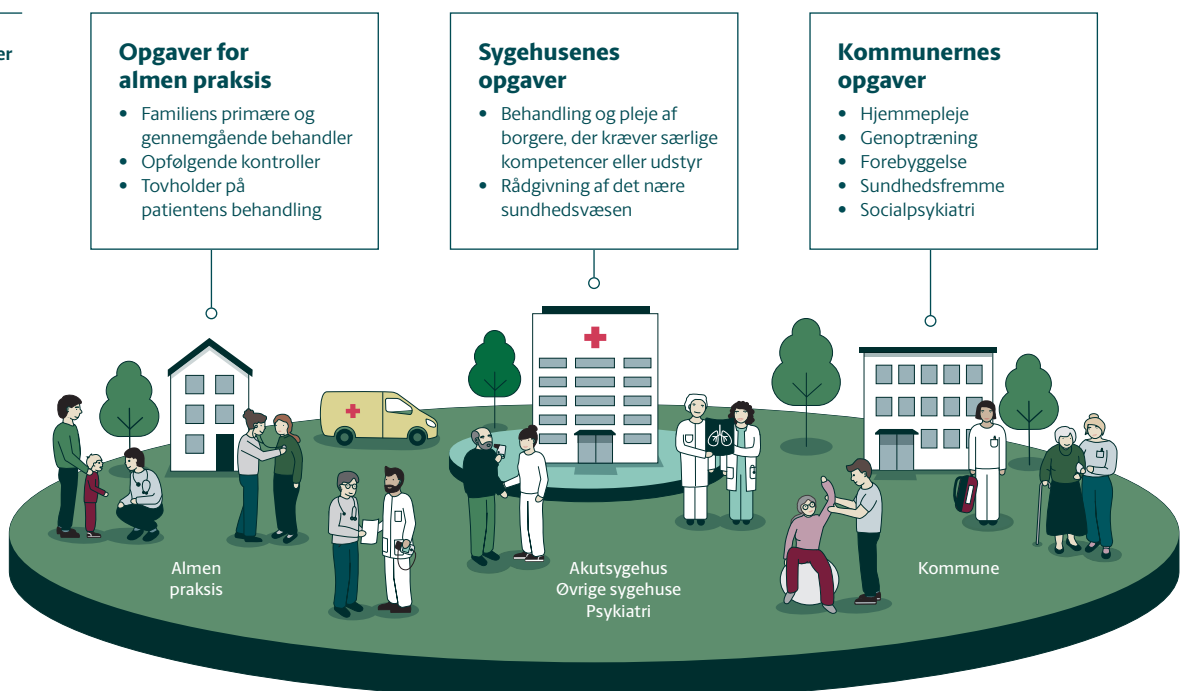 er
Opgaver for
almen praksis
• Familiens primære og
gennemgående behandler
• Opfølgende kontroller
• Tovholder på
patientens behandling
Sygehusenes
opgaver
• Behandling og pleje af
borgere, der kræver særlige
kompetencer eller udstyr
• Rådgivning af det nære
sundhedsvæsen
Kommunernes
opgaver
• Hjemmepleje
• Genoptræning
• Forebyggelse
• Sundhedsfremme
• Socialpsykiatri
Almen
praksis
Akutsygehus
Øvrige sygehuse
Psykiatri
Kommune